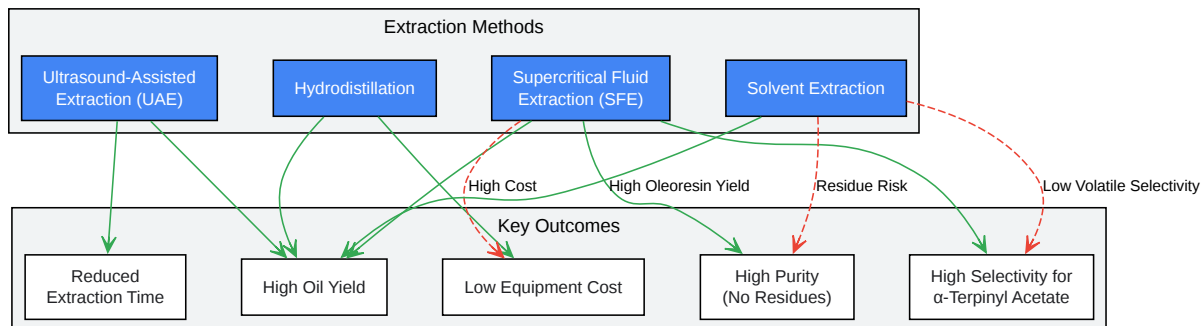 Extraction Methods
Ultrasound-Assisted
Extraction (UAE)
Hydrodistillation
Supercritical Fluid
Extraction (SFE)
Solvent Extraction
High Cost
High Oleoresin Yield
Residue Risk
Low Volatile Selectivity
Key Outcomes
Reduced
Extraction Time
High Oil Yield
Low Equipment Cost
High Purity
(No Residues)
High Selectivity for
α-Terpinyl Acetate